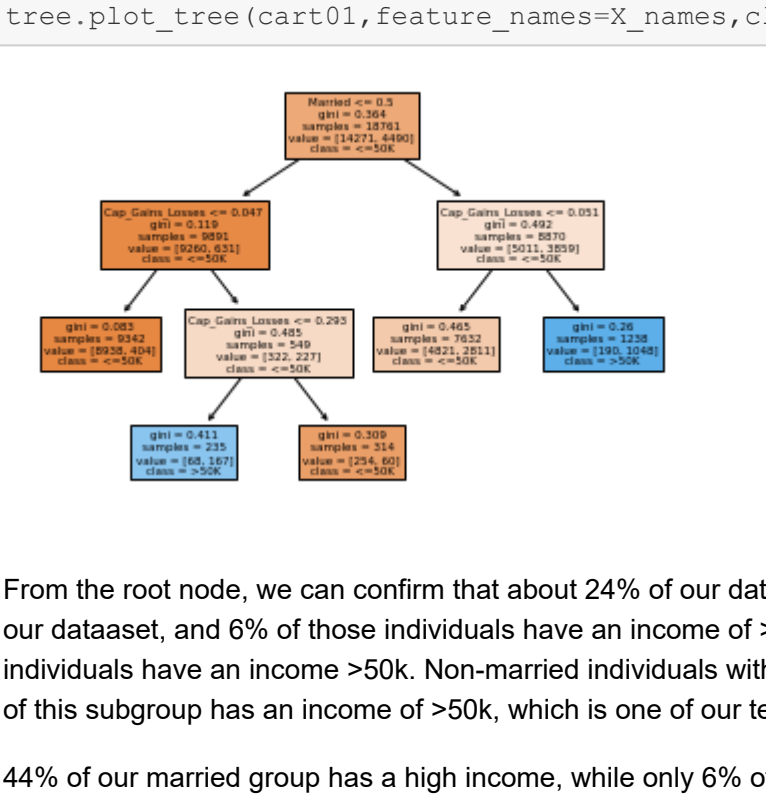 tree.plot_tree(cart01,feature_names=X_names,cl
Married <= 0.5
gini = 0.364
samples = 18761
value = [14271, 4490]
class = <=50K
Cap_Gains_Losses <= 0.047
gini = 0.119
samples = 9891
value = [9260, 631]
class = <=50K
Cap_Gains_Losses <= 0.051
gini = 0.492
samples = 8870
value = [5011, 3859]
class = <=50K
gini = 0.083
samples = 9342
value = [8938, 404]
class = <=50K
Cap_Gains_Losses <= 0.293
gini = 0.485
samples = 549
value = [322, 227]
class = <=50K
gini = 0.465
samples = 7632
value = [4821, 2811]
class = <=50K
gini = 0.26
samples = 1238
value = [190, 1048]
class = >50K
gini = 0.411
samples = 235
value = [68, 167]
class = >50K
gini = 0.309
samples = 314
value = [254, 60]
class = <=50K
From the root node, we can confirm that about 24% of our dat
our dataaset, and 6% of those individuals have an income of >
individuals have an income >50k. Non-married individuals with
of this subgroup has an income of >50k, which is one of our te
44% of our married group has a high income, while only 6% of